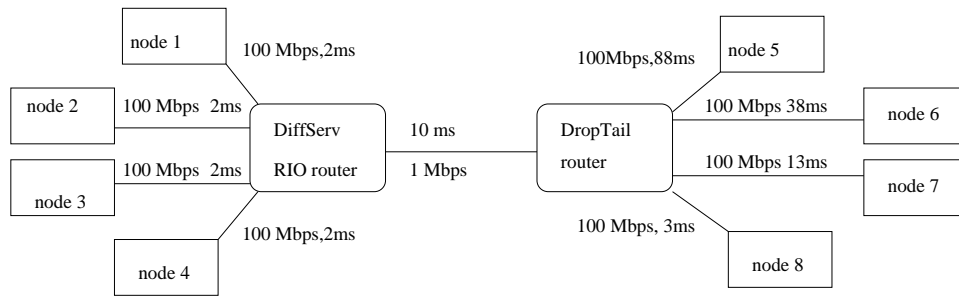 node 1
100 Mbps,2ms
node 5
100Mbps,88ms
node 2
100 Mbps 2ms
100 Mbps 38ms
node 6
DiffServ
RIO router
10 ms
1 Mbps
DropTail
router
100 Mbps 2ms
100 Mbps 13ms
node 3
node 7
100 Mbps,2ms
100 Mbps, 3ms
node 4
node 8